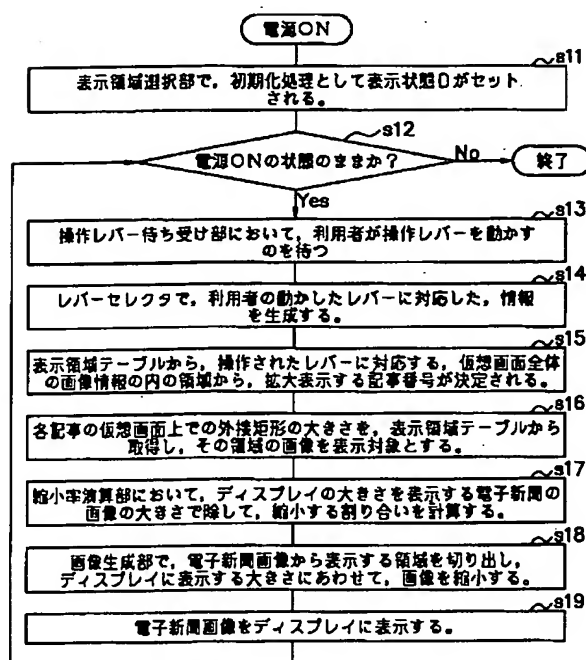 電源ON
s11
表示領域選択部で，初期化処理として表示状態0がセット
される。
s12
電源ONの状態のままか？
No
終了
Yes
s13
操作レバー待ち受け部において，利用者が操作レバーを動かす
のを待つ
s14
レバーセレクタで，利用者の動かしたレバーに対応した，情報
を生成する。
s15
表示領域テーブルから，操作されたレバーに対応する，仮想画面全体
の画像情報の内の領域から，拡大表示する記事番号が決定される。
s16
各記事の仮想画面上での外接矩形の大きさを，表示領域テーブルから
取得し，その領域の画像を表示対象とする。
s17
縮小率演算部において，ディスプレイの大きさを表示する電子新聞の
画像の大きさで除して，縮小する割り合いを計算する。
s18
画像生成部で，電子新聞画像から表示する領域を切り出し，
ディスプレイに表示する大きさにあわせて，画像を縮小する。
s19
電子新聞画像をディスプレイに表示する。